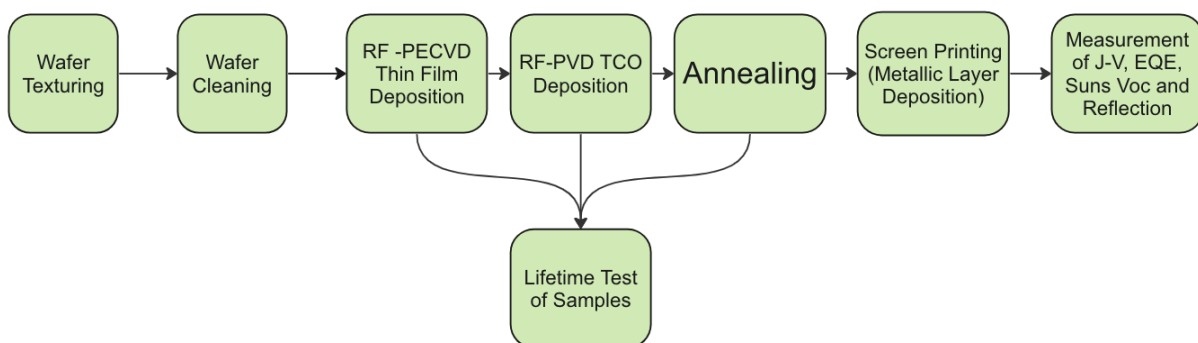 Wafer
Texturing
Wafer
Cleaning
RF -PECVD
Thin Film
Deposition
RF-PVD TCO
Deposition
Annealing
Screen Printing
(Metallic Layer
Deposition)
Measurement
of J-V, EQE,
Suns Voc and
Reflection
Lifetime Test
of Samples